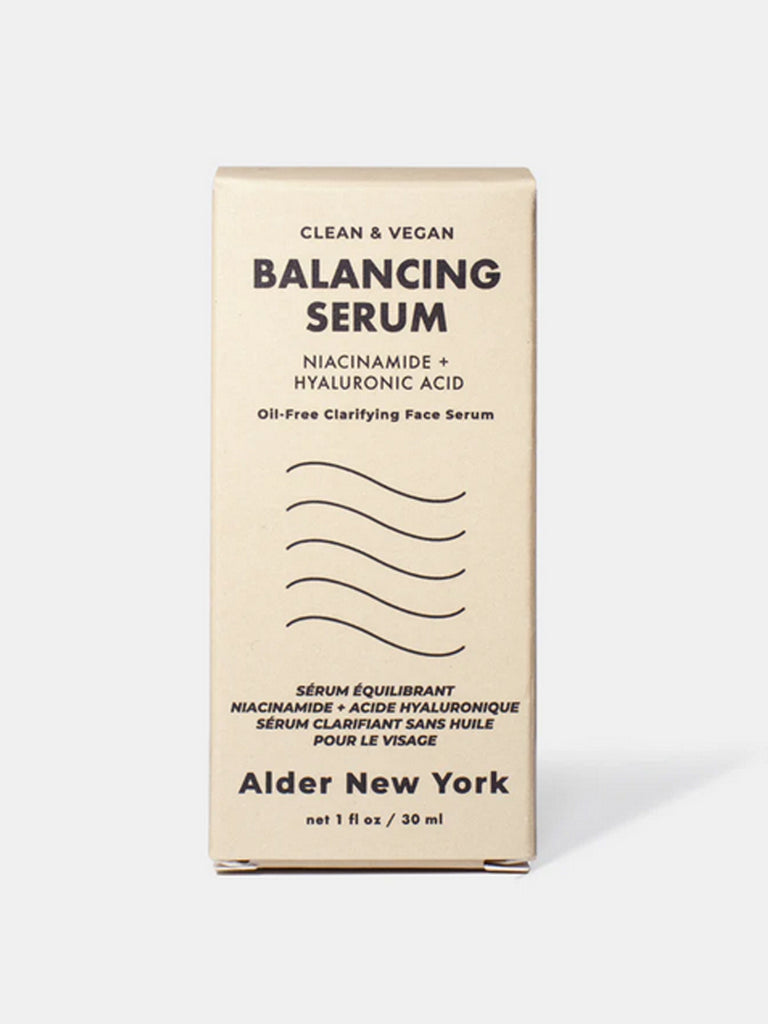 CLEAN & VEGAN
BALANCING
SERUM
NIACINAMIDE +
HYALURONIC ACID
Oil-Free Clarifying Face Serum
SÉRUM ÉQUILIBRANT
NIACINAMIDE + ACIDE HYALURONIQUE
SÉRUM CLARIFIANT SANS HUILE
POUR LE VISAGE
Alder New York
net 1 fl oz / 30 ml